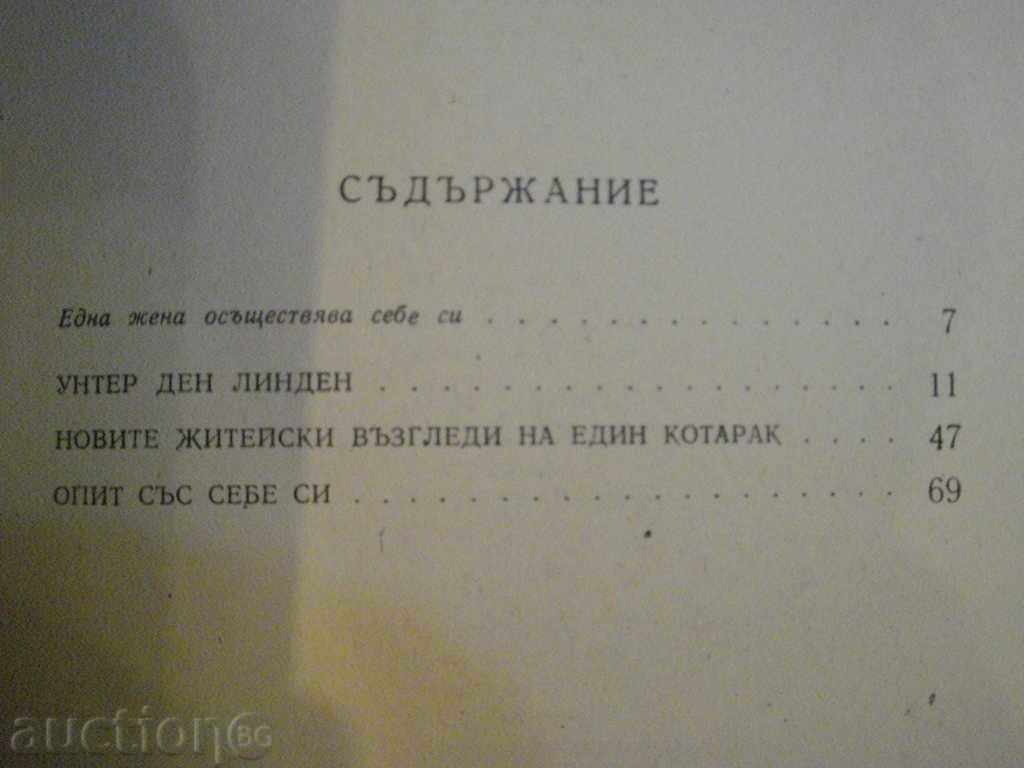 СЪДЪРЖАНИЕ
Една жена осъществява себе си . . . . . . . . . . . . . . 7
УНТЕР ДЕН ЛИНДЕН . . . . . . . . . . . . . . . . . . 11
НОВИТЕ ЖИТЕЙСКИ ВЪЗГЛЕДИ НА ЕДИН КОТАРАК . . . . 47
ОПИТ СЪС СЕБЕ СИ . . . . . . . . . . . . . . . . . . . 69
auction BG